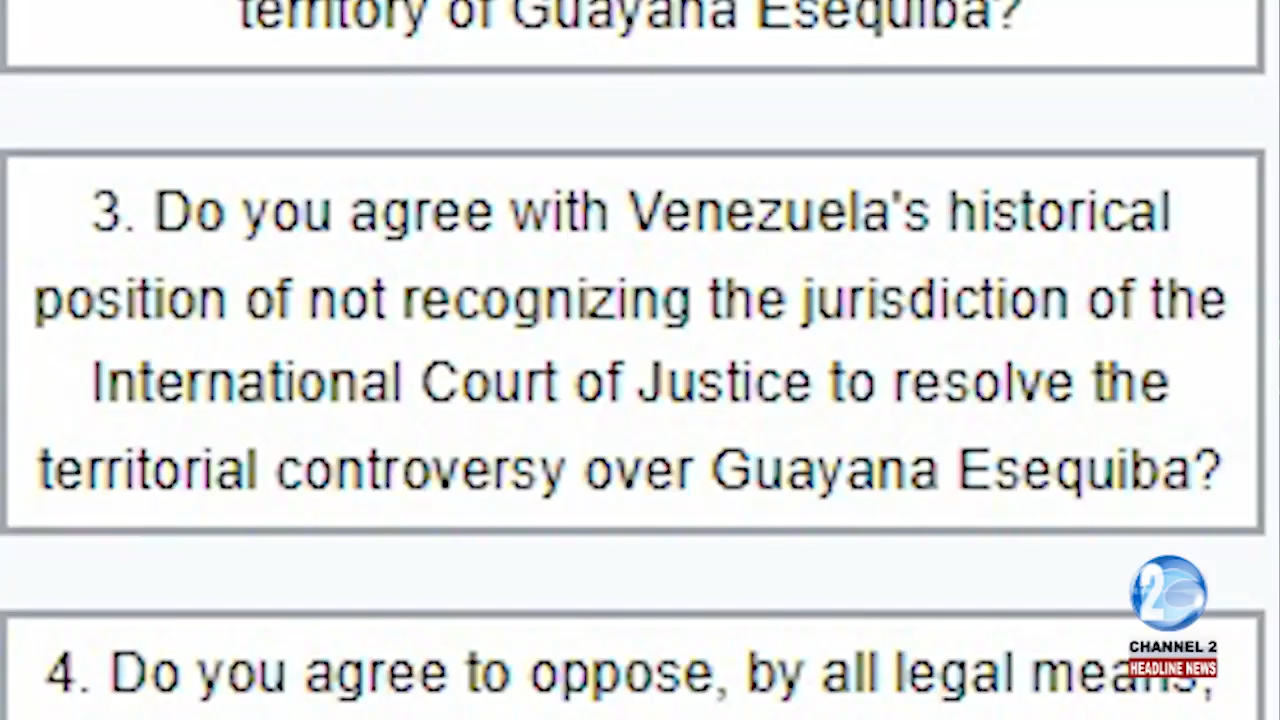 territory of Guayana Esequiba?
3. Do you agree with Venezuela's historical
position of not recognizing the jurisdiction of the
International Court of Justice to resolve the
territorial controversy over Guayana Esequiba?
4. Do you agree to oppose, by all legal means,
2
CHANNEL 2
HEADLINE NEWS